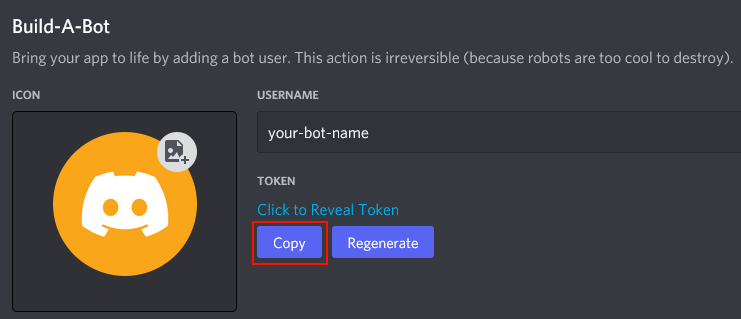 Build-A-Bot
Bring your app to life by adding a bot user. This action is irreversible (because robots are too cool to destroy).
ICON
USERNAME
your-bot-name
TOKEN
Click to Reveal Token
Copy Regenerate